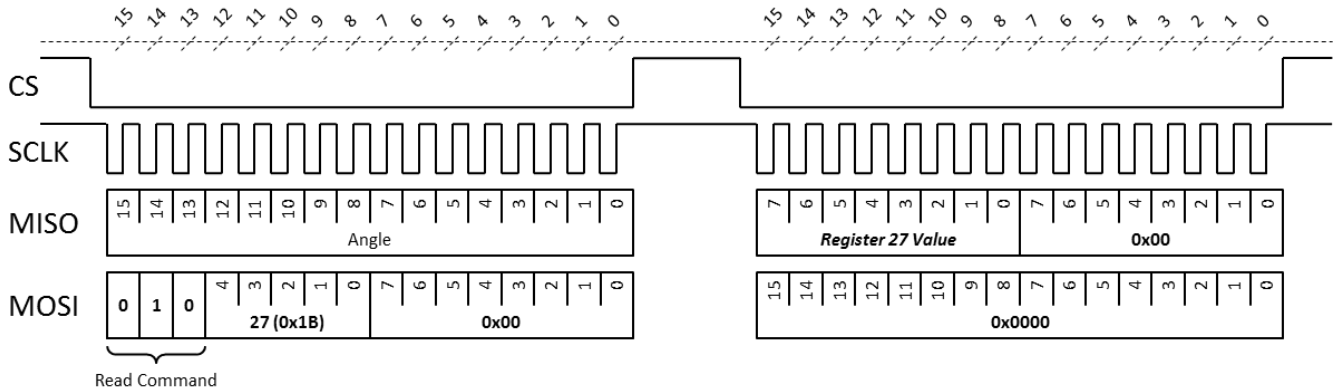 15 14 13 12 11 10 9 8 7 6 5 4 3 2 1 0 15 14 13 12 11 10 9 8 7 6 5 4 3 2 1 0
CS
SCLK
MISO 15 14 13 12 11 10 9 8 7 6 5 4 3 2 1 0 7 6 5 4 3 2 1 0 7 6 5 4 3 2 1 0
Angle Register 27 Value 0x00
MOSI 0 1 0 4 3 2 1 0 7 6 5 4 3 2 1 0 15 14 13 12 11 10 9 8 7 6 5 4 3 2 1 0
27 (0x1B) 0x00 0x0000
Read Command